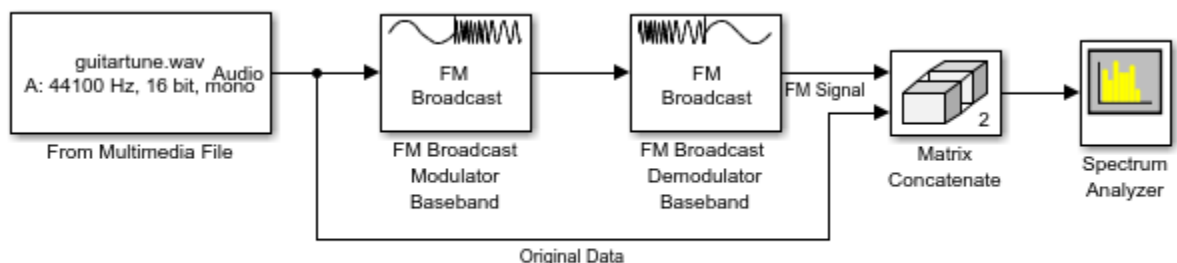 guitartune.wav
A: 44100 Hz, 16 bit, mono
Audio
From Multimedia File
FM
Broadcast
FM Broadcast
Modulator
Baseband
FM
Broadcast
FM Broadcast
Demodulator
Baseband
FM Signal
2
Matrix
Concatenate
Spectrum
Analyzer
Original Data